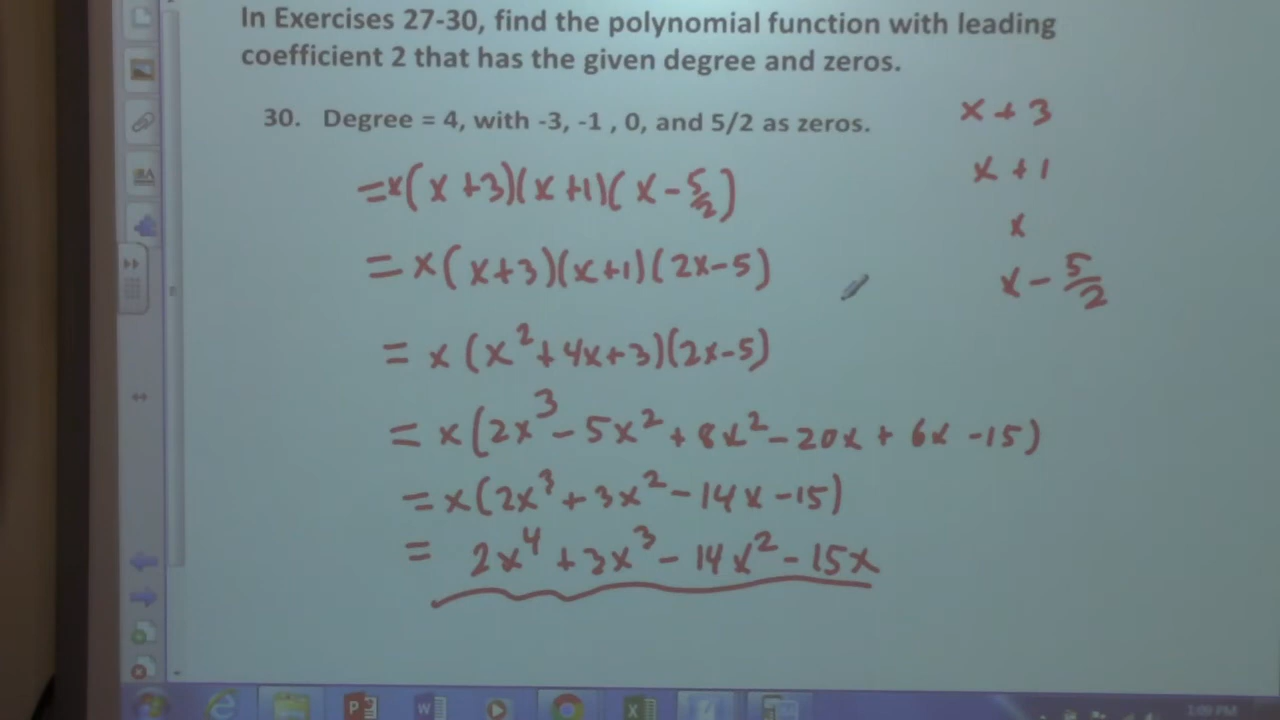 In Exercises 27-30, find the polynomial function with leading
coefficient 2 that has the given degree and zeros.
30. Degree = 4, with -3, -1 , 0, and 5/2 as zeros.
x + 3
x + 1
x
x - 5/2
=x(x+3)(x+1)(x - 5/2)
= x(x+3)(x+1)(2x-5)
= x(x²+4x+3)(2x-5)
= x(2x³-5x²+8x²-20x+6x-15)
= x(2x³+3x²-14x-15)
= 2x⁴+3x³-14x²-15x
1:09 PM